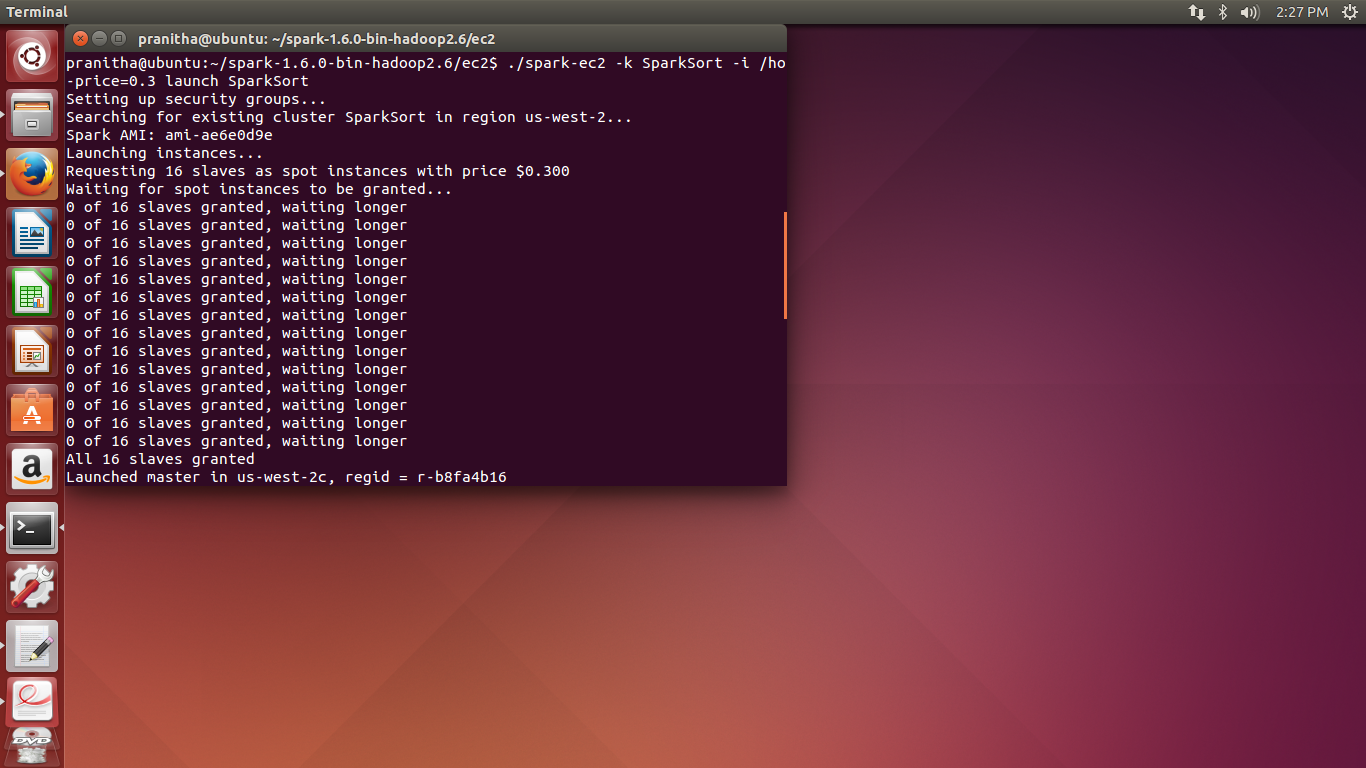 Terminal
2:27 PM
pranitha@ubuntu: ~/spark-1.6.0-bin-hadoop2.6/ec2
pranitha@ubuntu:~/spark-1.6.0-bin-hadoop2.6/ec2$ ./spark-ec2 -k SparkSort -i /ho
-price=0.3 launch SparkSort
Setting up security groups...
Searching for existing cluster SparkSort in region us-west-2...
Spark AMI: ami-ae6e0d9e
Launching instances...
Requesting 16 slaves as spot instances with price $0.300
Waiting for spot instances to be granted...
0 of 16 slaves granted, waiting longer
0 of 16 slaves granted, waiting longer
0 of 16 slaves granted, waiting longer
0 of 16 slaves granted, waiting longer
0 of 16 slaves granted, waiting longer
0 of 16 slaves granted, waiting longer
0 of 16 slaves granted, waiting longer
0 of 16 slaves granted, waiting longer
0 of 16 slaves granted, waiting longer
0 of 16 slaves granted, waiting longer
0 of 16 slaves granted, waiting longer
0 of 16 slaves granted, waiting longer
0 of 16 slaves granted, waiting longer
0 of 16 slaves granted, waiting longer
All 16 slaves granted
Launched master in us-west-2c, regid = r-b8fa4b16
A
a
>_
DVD